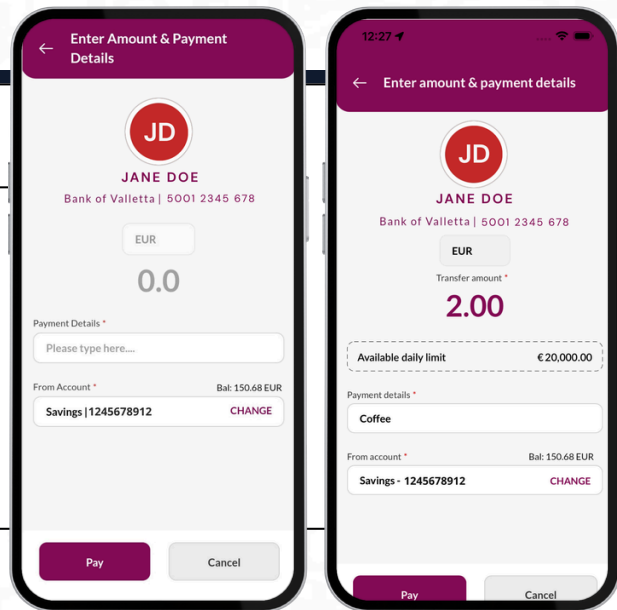 Enter Amount & Payment
Details
JD
JANE DOE
Bank of Valletta | 5001 2345 678
EUR
0.0
Payment Details *
Please type here....
From Account * Bal: 150.68 EUR
Savings |1245678912 CHANGE
Pay Cancel
12:27
Enter amount & payment details
JD
JANE DOE
Bank of Valletta | 5001 2345 678
EUR
Transfer amount *
2.00
Available daily limit € 20,000.00
Payment details *
Coffee
From account * Bal: 150.68 EUR
Savings - 1245678912 CHANGE
Pay Cancel